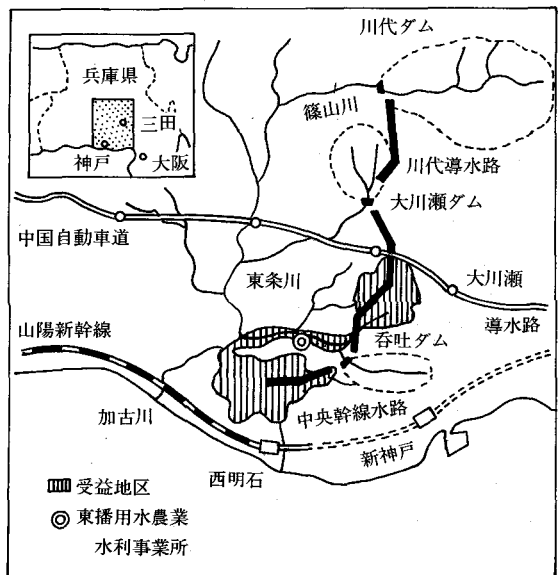 川代ダム
兵庫県
三田
神戸
大阪
篠山川
川代導水路
大川瀬ダム
中国自動車道
東条川
大川瀬
導水路
山陽新幹線
呑吐ダム
加古川
中央幹線水路
新神戸
西明石
受益地区
東播用水農業
水利事業所